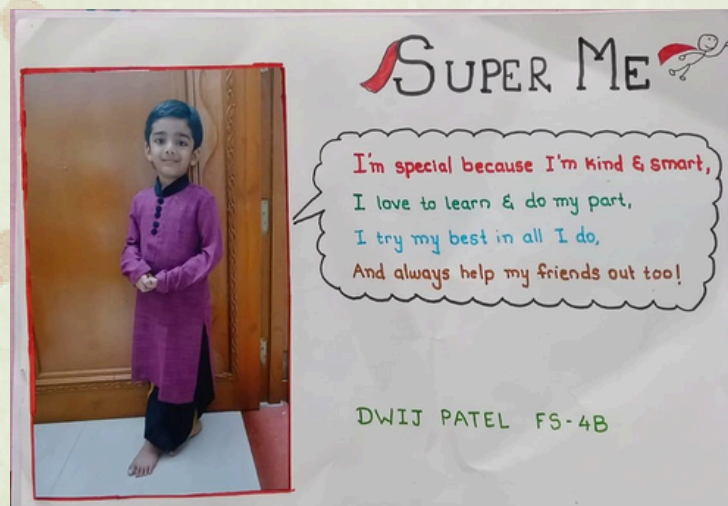 SUPER ME
I'm special because I'm kind & smart,
I love to learn & do my part,
I try my best in all I do,
And always help my friends out too!
DWIJ PATEL FS-4B